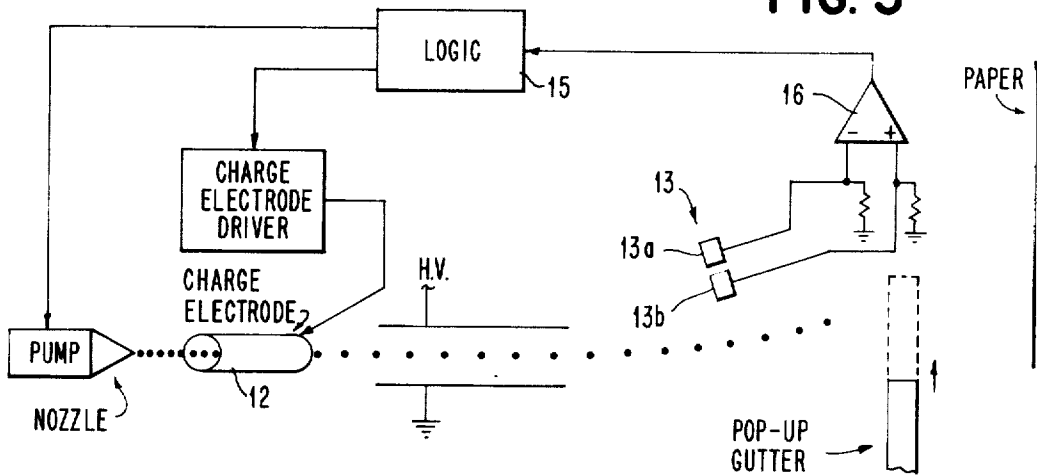 FIG. 3
LOGIC
15
16
PAPER
- +
CHARGE
ELECTRODE
DRIVER
13
13a
13b
H.V.
CHARGE
ELECTRODE
PUMP
12
NOZZLE
POP-UP
GUTTER